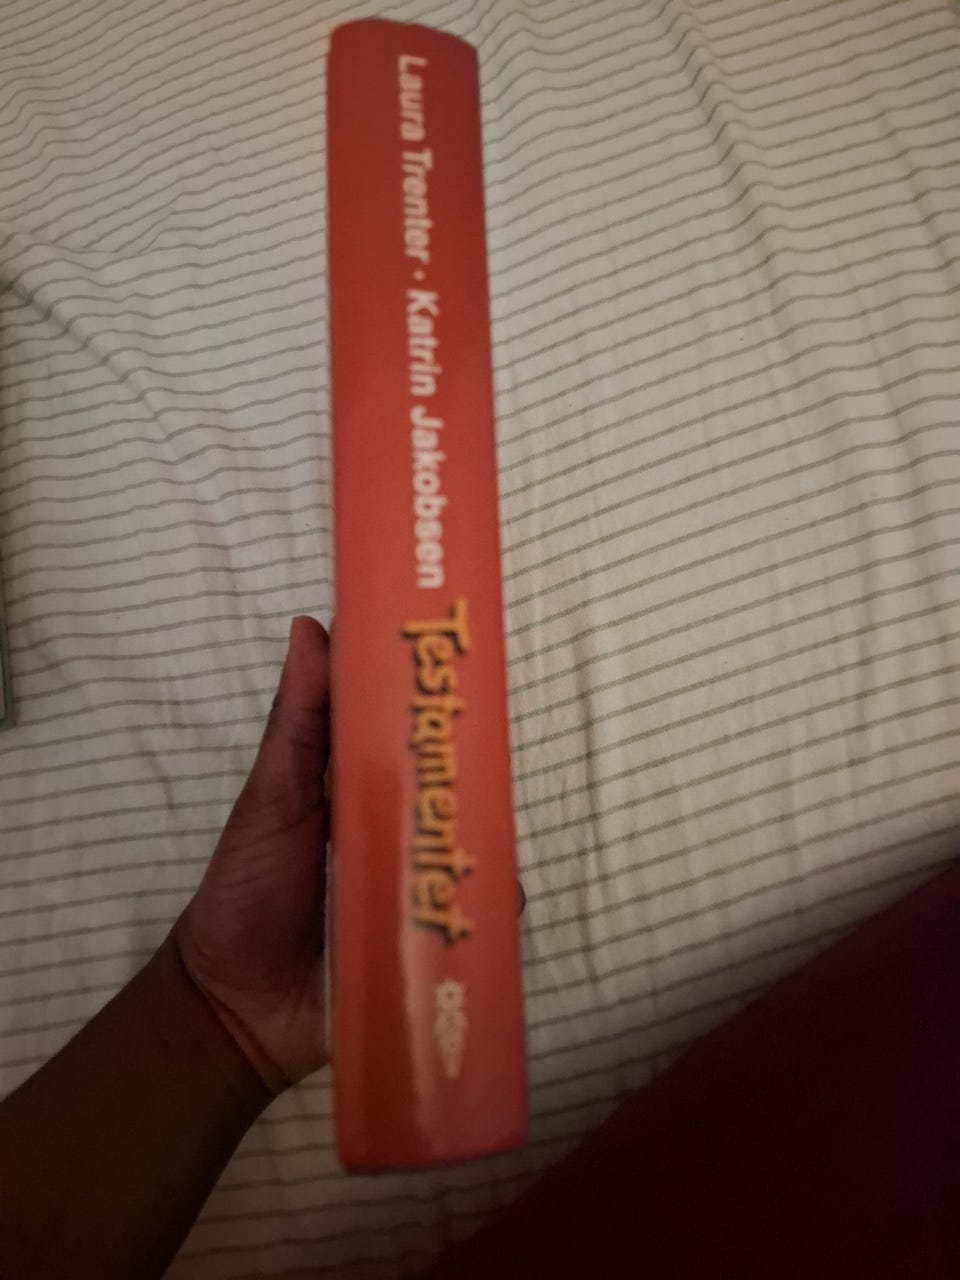 Laura Trenter • Katrin Jakobsen
Testamentet